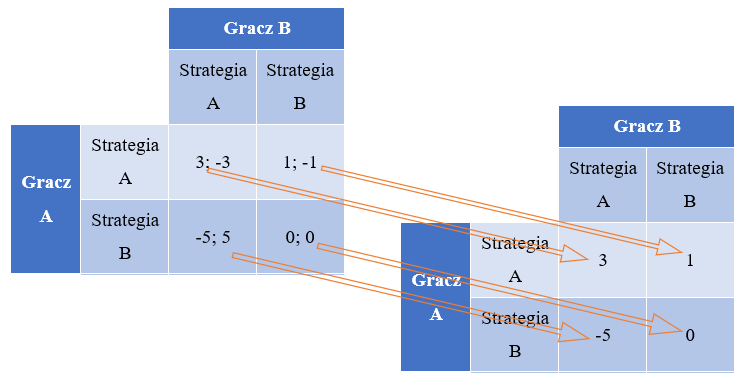 Gracz B
Strategia
A
Strategia
B
Gracz
A
Strategia
A
3; -3
1; -1
Strategia
B
-5; 5
0; 0
Gracz B
Strategia
A
Strategia
B
Gracz
A
Strategia
A
3
1
Strategia
B
-5
0